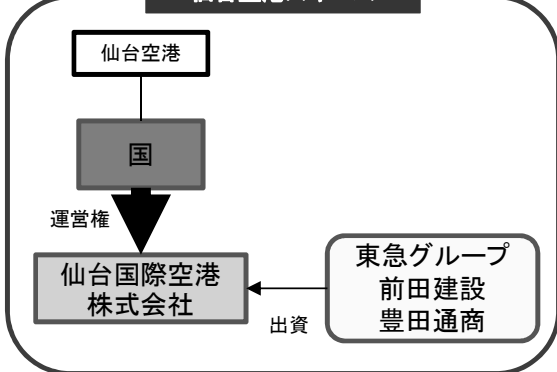 仙台空港
国
運営権
仙台国際空港
株式会社
出資
東急グループ
前田建設
豊田通商